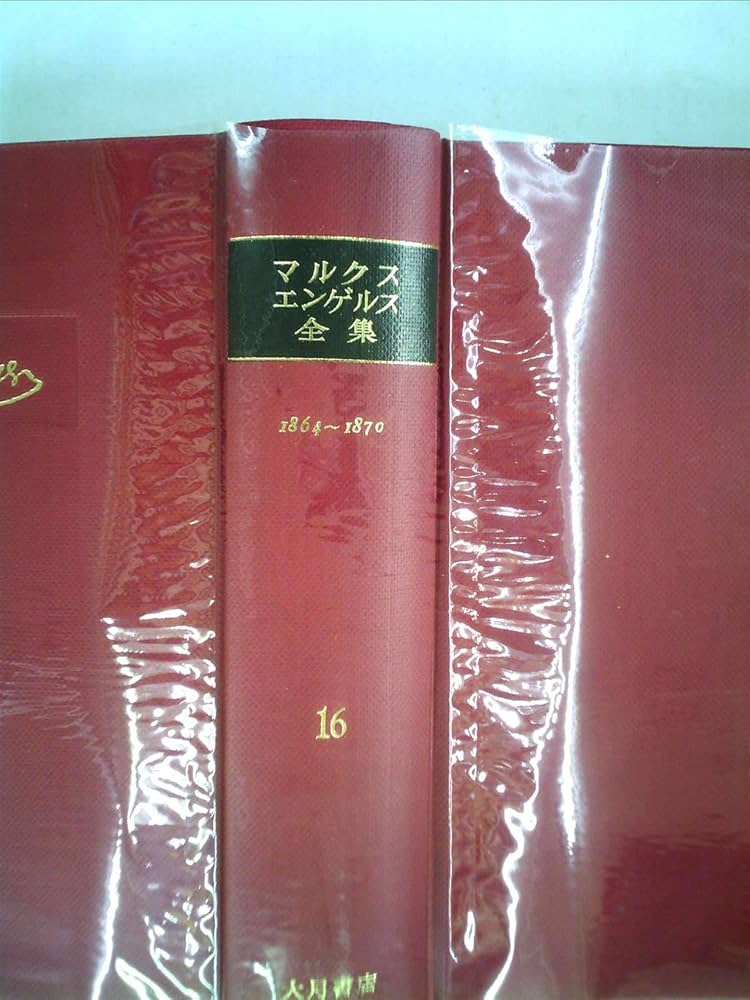 マルクス
エンゲルス
全集
1864～1870
16
大月書店